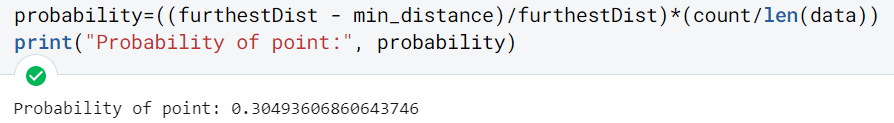 probability=((furthestDist - min_distance)/furthestDist)*(count/len(data))
print("Probability of point:", probability)
Probability of point: 0.30493606860643746